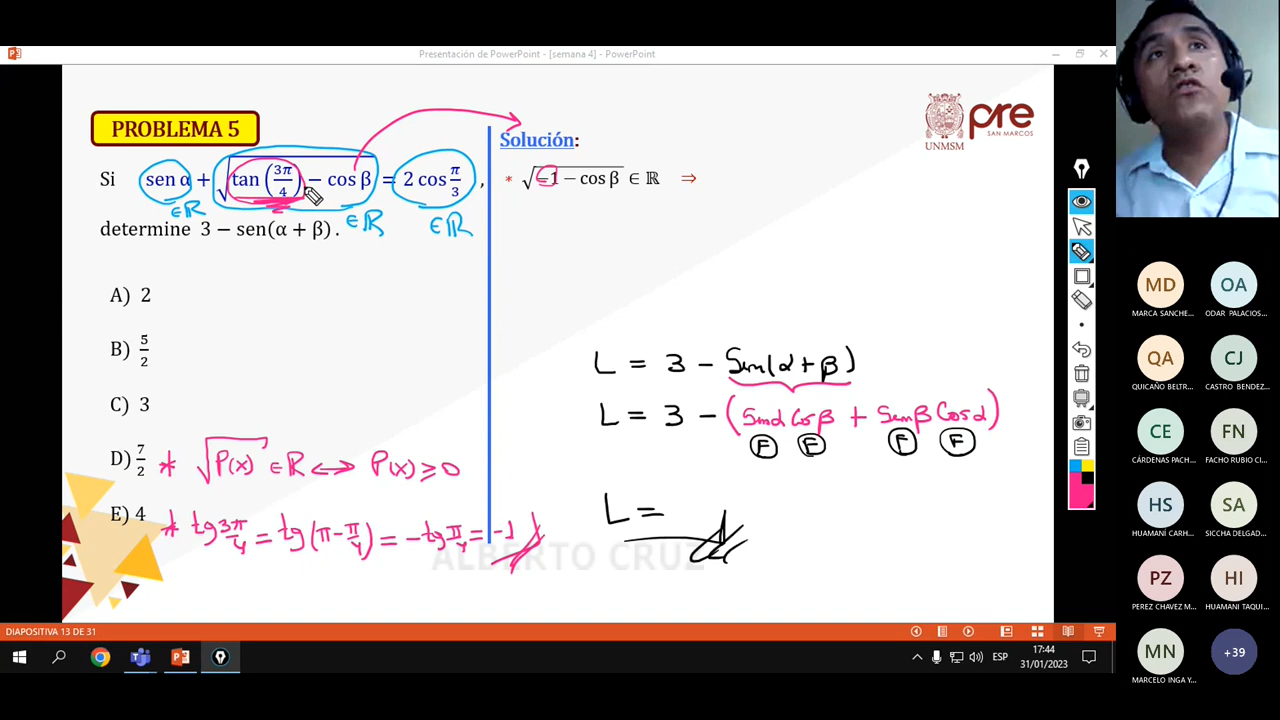 Presentación de PowerPoint - [semana 4] - PowerPoint
PROBLEMA 5
Si sen α + √(tan (3π/4) − cos β) = 2 cos π/3 ,
∈ℝ ∈ℝ ∈ℝ
determine 3 − sen(α + β) .
A) 2
B) 5/2
C) 3
D) 7/2
E) 4
* √P(x) ∈ ℝ ↔ P(x) ≥ 0
* tg 3π/4 = tg(π − π/4) = − tg π/4 = −1
UNMSM
pre
SAN MARCOS
Solución:
* √(−1 − cos β) ∈ ℝ ⇒
L = 3 − Sen(α + β)
L = 3 − (Senα Cosβ + Senβ Cosα)
F F F F
L =
ALBERTO CRUZ
MD
MARCA SANCHE...
OA
ODAR PALACIOS...
QA
QUICAÑO BELTR...
CJ
CASTRO BENDEZ...
CE
CÁRDENAS PACH...
FN
FACHO RUBIO CI...
HS
HUAMANÍ CARH...
SA
SICCHA DELGAD...
PZ
PEREZ CHAVEZ M...
HI
HUAMANI TAQUI...
MN
MARCELO INGA Y...
+39
DIAPOSITIVA 13 DE 31
ESP
17:44
31/01/2023